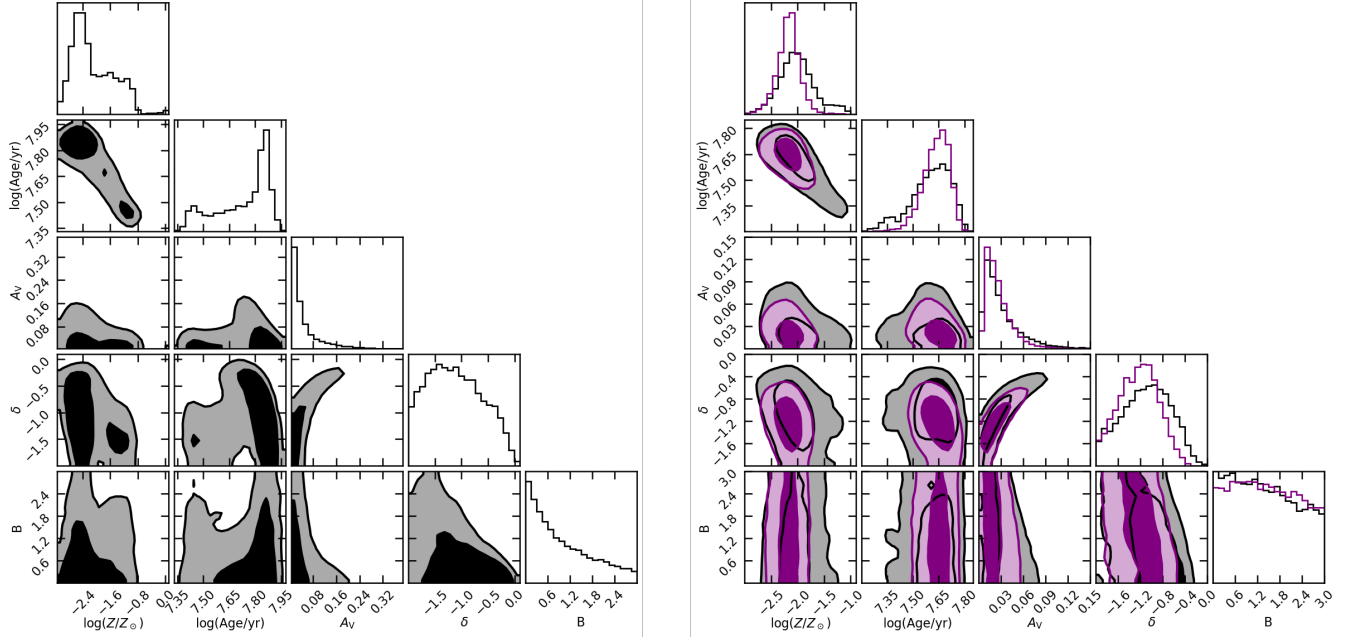 7.95
7.80
7.65
7.50
7.35
log(Age/yr)
0.32
0.24
0.16
0.08
A_V
0.0
−0.5
−1.0
−1.5
δ
2.4
1.8
1.2
0.6
B
−2.4 −1.6 −0.8 0.0
log(Z/Z⊙)
7.35 7.50 7.65 7.80 7.95
log(Age/yr)
0.08 0.16 0.24 0.32
A_V
−1.5 −1.0 −0.5 0.0
δ
0.6 1.2 1.8 2.4
B
7.80
7.65
7.50
7.35
log(Age/yr)
0.15
0.12
0.09
0.06
0.03
A_V
0.0
−0.4
−0.8
−1.2
−1.6
δ
3.0
2.4
1.8
1.2
0.6
B
−2.5 −2.0 −1.5 −1.0
log(Z/Z⊙)
7.35 7.50 7.65 7.80
log(Age/yr)
0.03 0.06 0.09 0.12 0.15
A_V
−1.6 −1.2 −0.8 −0.4 0.0
δ
0.6 1.2 1.8 2.4 3.0
B